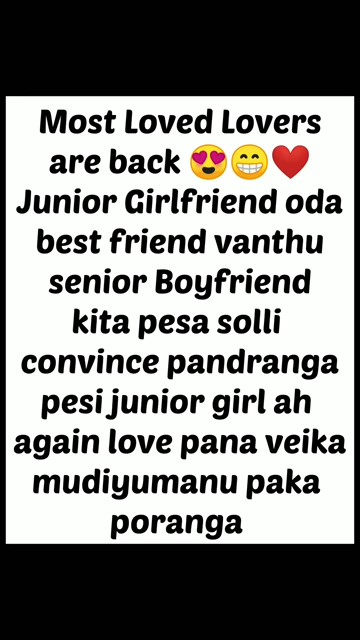 Most Loved Lovers
are back 😍😁❤️
Junior Girlfriend oda
best friend vanthu
senior Boyfriend
kita pesa solli
convince pandranga
pesi junior girl ah
again love pana veika
mudiyumanu paka
poranga